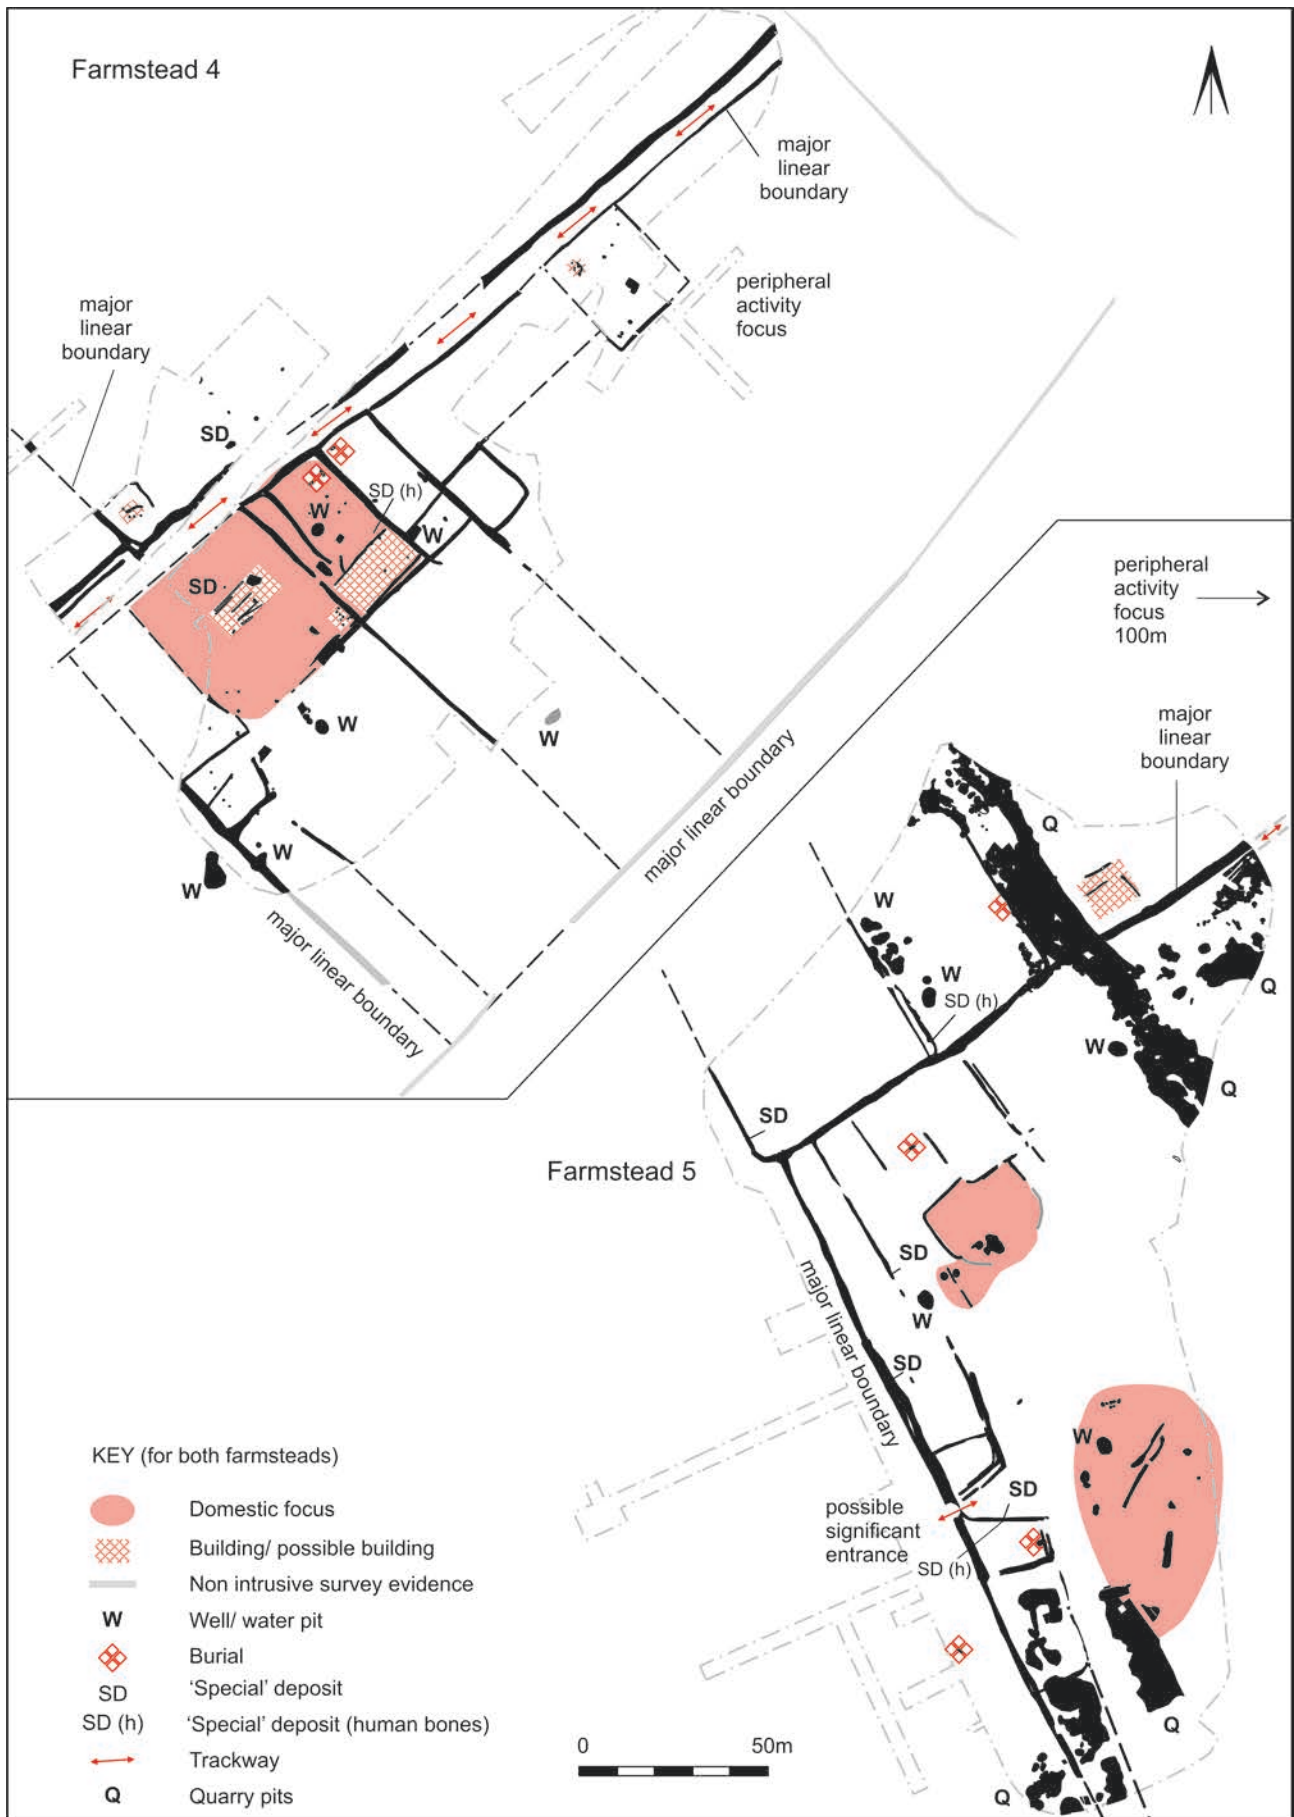 Farmstead 4
major
linear
boundary
peripheral
activity
focus
major
linear
boundary
SD
SD (h)
W
W
SD
W
W
W
W
major linear boundary
major linear boundary
peripheral
activity
focus
100m
major
linear
boundary
Q
W
W
SD (h)
Q
W
Q
SD
Farmstead 5
SD
W
major linear boundary
SD
W
SD
possible
significant
entrance
SD (h)
Q
Q
KEY (for both farmsteads)
Domestic focus
Building/ possible building
Non intrusive survey evidence
W Well/ water pit
Burial
SD 'Special' deposit
SD (h) 'Special' deposit (human bones)
Trackway
Q Quarry pits
0 50m